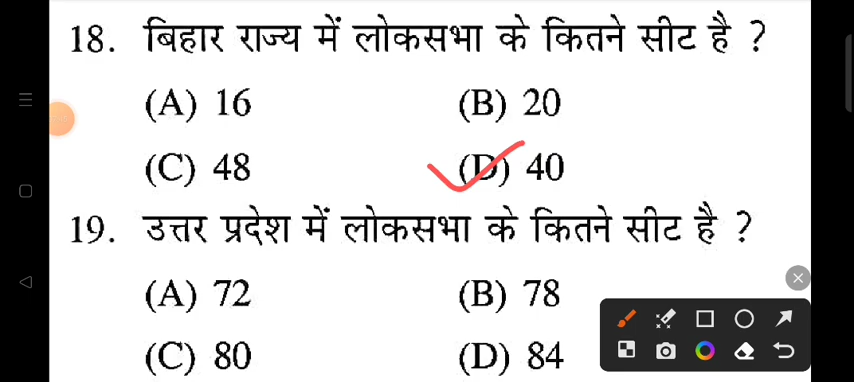 18. बिहार राज्य में लोकसभा के कितने सीट है ?
(A) 16 (B) 20
(C) 48 (D) 40
19. उत्तर प्रदेश में लोकसभा के कितने सीट है ?
(A) 72 (B) 78
(C) 80 (D) 84